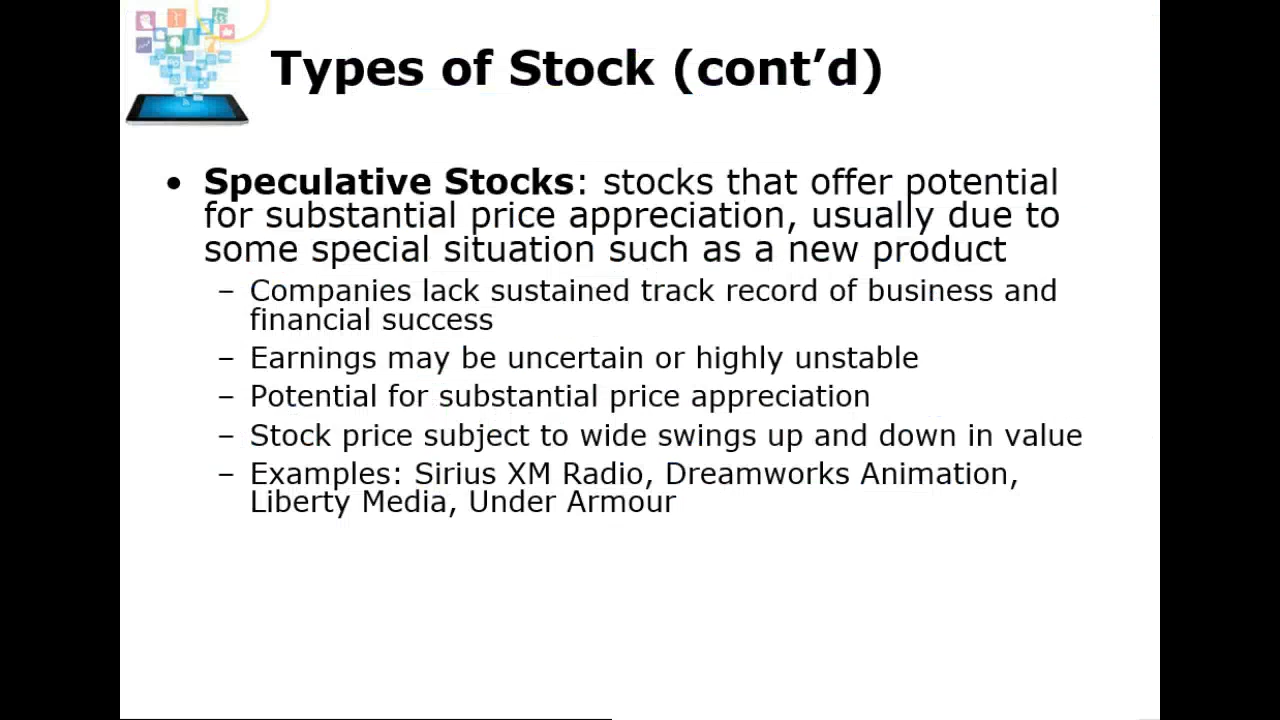 Types of Stock (cont’d)
• Speculative Stocks: stocks that offer potential
for substantial price appreciation, usually due to
some special situation such as a new product
– Companies lack sustained track record of business and
financial success
– Earnings may be uncertain or highly unstable
– Potential for substantial price appreciation
– Stock price subject to wide swings up and down in value
– Examples: Sirius XM Radio, Dreamworks Animation,
Liberty Media, Under Armour